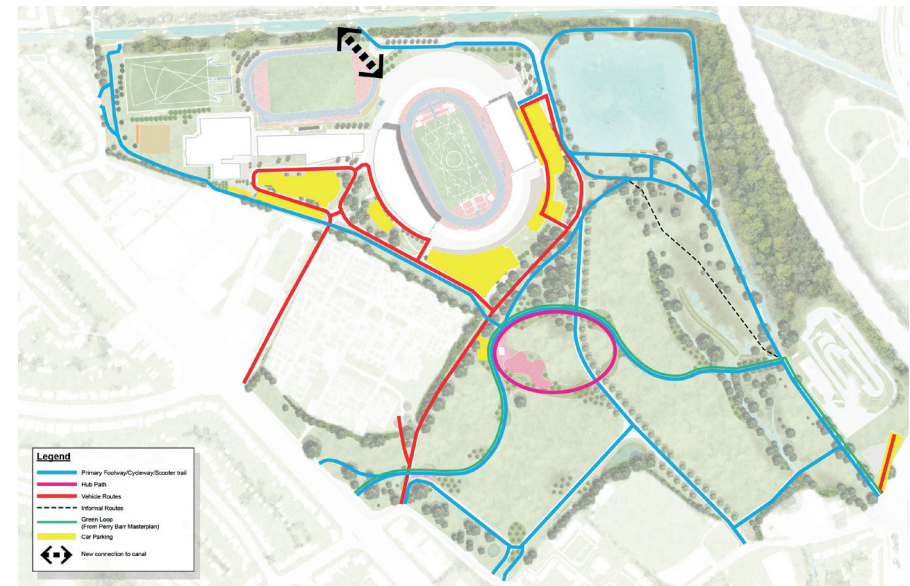 Legend
Primary Footway/Cycleway/Scooter trail
Hub Path
Vehicle Routes
Informal Routes
Green Loop
(From Perry Barr Masterplan)
Car Parking
New connection to canal